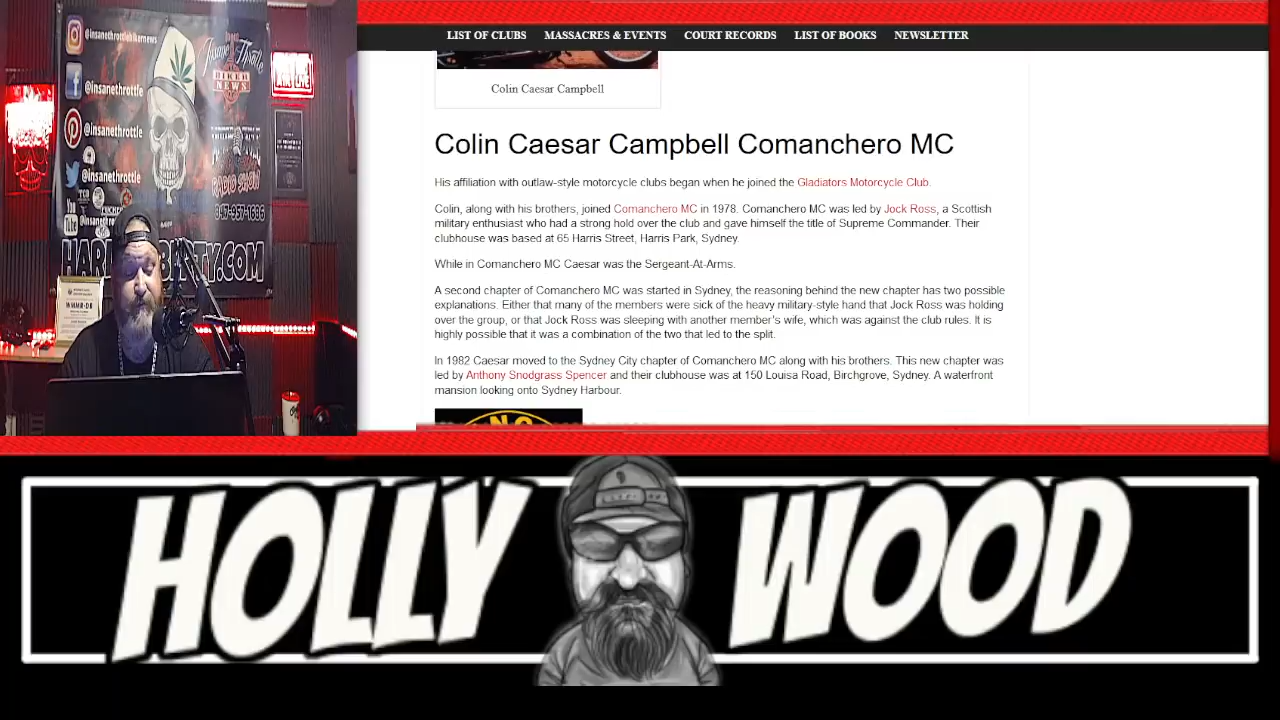 @insanethrottlebikernews
@insanethrottle
@insanethrottle
@insanethrottle
Insane Throttle
BIKER
NEWS
RADIO SHOW
LIST OF CLUBS MASSACRES & EVENTS COURT RECORDS LIST OF BOOKS NEWSLETTER
Colin Caesar Campbell
Colin Caesar Campbell Comanchero MC
His affiliation with outlaw-style motorcycle clubs began when he joined the Gladiators Motorcycle Club.
Colin, along with his brothers, joined Comanchero MC in 1978. Comanchero MC was led by Jock Ross, a Scottish
military enthusiast who had a strong hold over the club and gave himself the title of Supreme Commander. Their
clubhouse was based at 65 Harris Street, Harris Park, Sydney.
While in Comanchero MC Caesar was the Sergeant-At-Arms.
A second chapter of Comanchero MC was started in Sydney, the reasoning behind the new chapter has two possible
explanations. Either that many of the members were sick of the heavy military-style hand that Jock Ross was holding
over the group, or that Jock Ross was sleeping with another member's wife, which was against the club rules. It is
highly possible that it was a combination of the two that led to the split.
In 1982 Caesar moved to the Sydney City chapter of Comanchero MC along with his brothers. This new chapter was
led by Anthony Snodgrass Spencer and their clubhouse was at 150 Louisa Road, Birchgrove, Sydney. A waterfront
mansion looking onto Sydney Harbour.
HOLLY WOOD